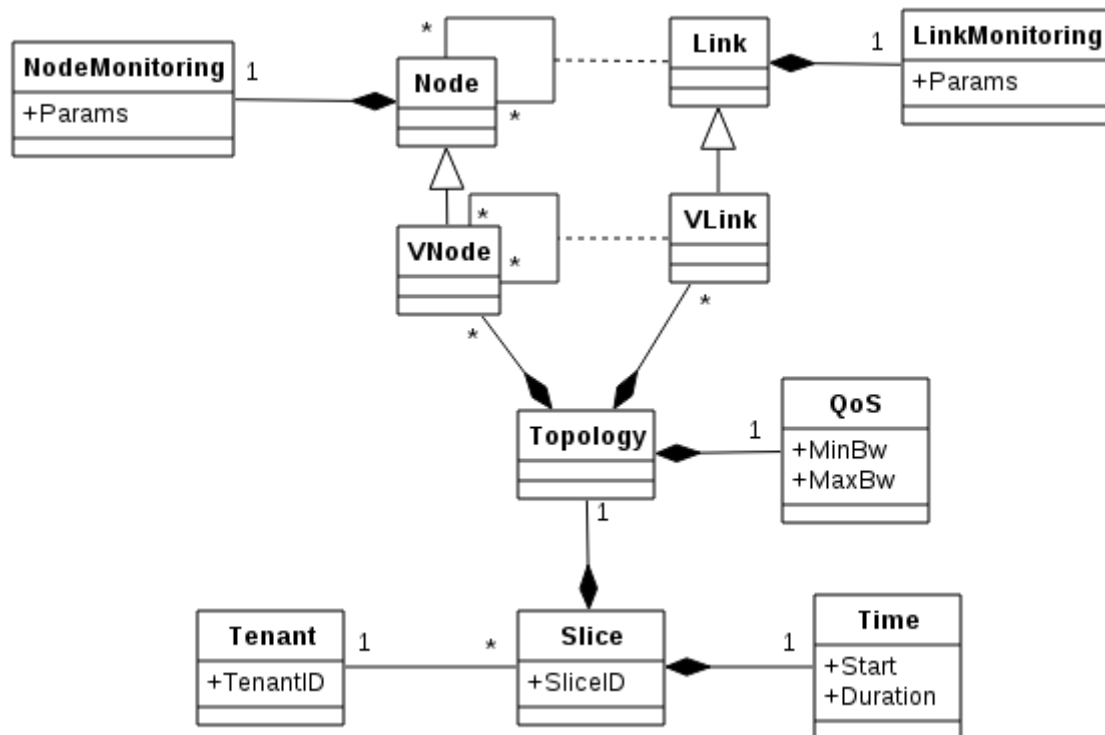 *
Link
1
LinkMonitoring
+Params
NodeMonitoring
+Params
1
Node
*
*
VNode
*
VLink
*
*
Topology
1
QoS
+MinBw
+MaxBw
1
Tenant
+TenantID
1
*
Slice
+SliceID
1
Time
+Start
+Duration